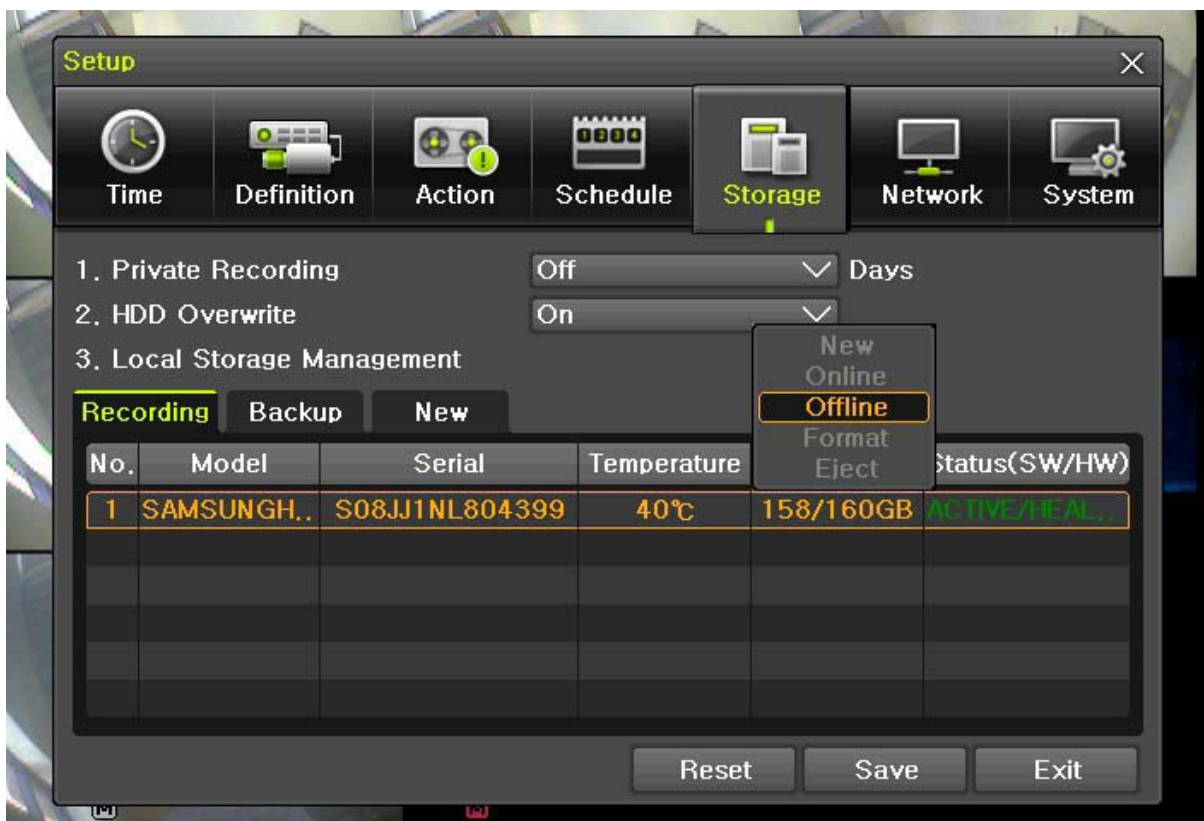 Setup
Time Definition Action Schedule Storage Network System
1. Private Recording Off Days
2. HDD Overwrite On
3. Local Storage Management
New
Online
Offline
Format
Eject
Recording Backup New
No. Model Serial Temperature Status(SW/HW)
1 SAMSUNGH.. S08JJ1NL804399 40℃ 158/160GB ACTIVE/HEAL..
Reset Save Exit